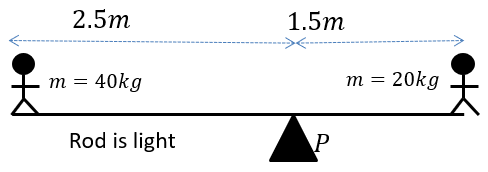 2.5m
1.5m
m = 40kg
m = 20kg
Rod is light
P